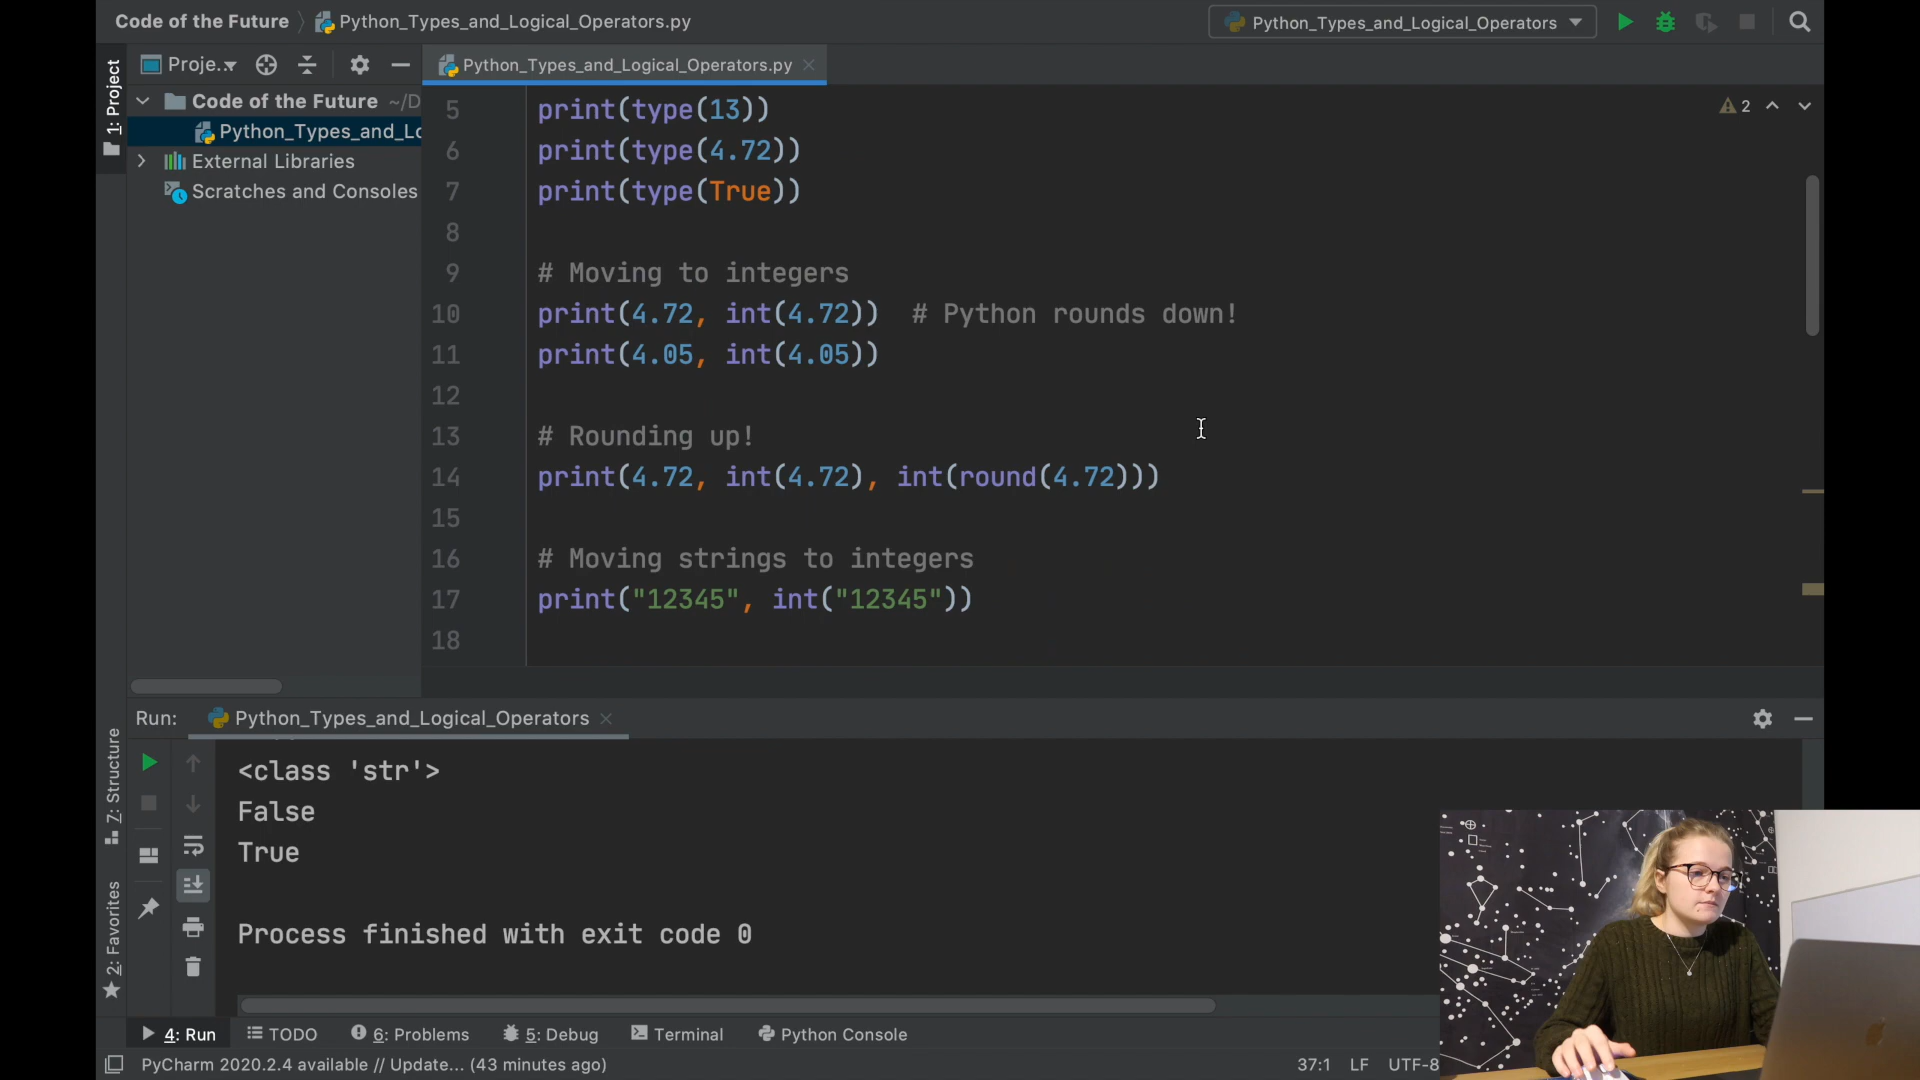 Code of the Future
Python_Types_and_Logical_Operators.py
Python_Types_and_Logical_Operators
1: Project
Proje..
Python_Types_and_Logical_Operators.py
Code of the Future ~/D
Python_Types_and_Lo
External Libraries
Scratches and Consoles
2
5 print(type(13))
6 print(type(4.72))
7 print(type(True))
8
9 # Moving to integers
10 print(4.72, int(4.72))  # Python rounds down!
11 print(4.05, int(4.05))
12
13 # Rounding up!
14 print(4.72, int(4.72), int(round(4.72)))
15
16 # Moving strings to integers
17 print("12345", int("12345"))
18
Run: Python_Types_and_Logical_Operators
7: Structure
2: Favorites
<class 'str'>
False
True
Process finished with exit code 0
4: Run
TODO
6: Problems
5: Debug
Terminal
Python Console
PyCharm 2020.2.4 available // Update... (43 minutes ago)
37:1 LF UTF-8